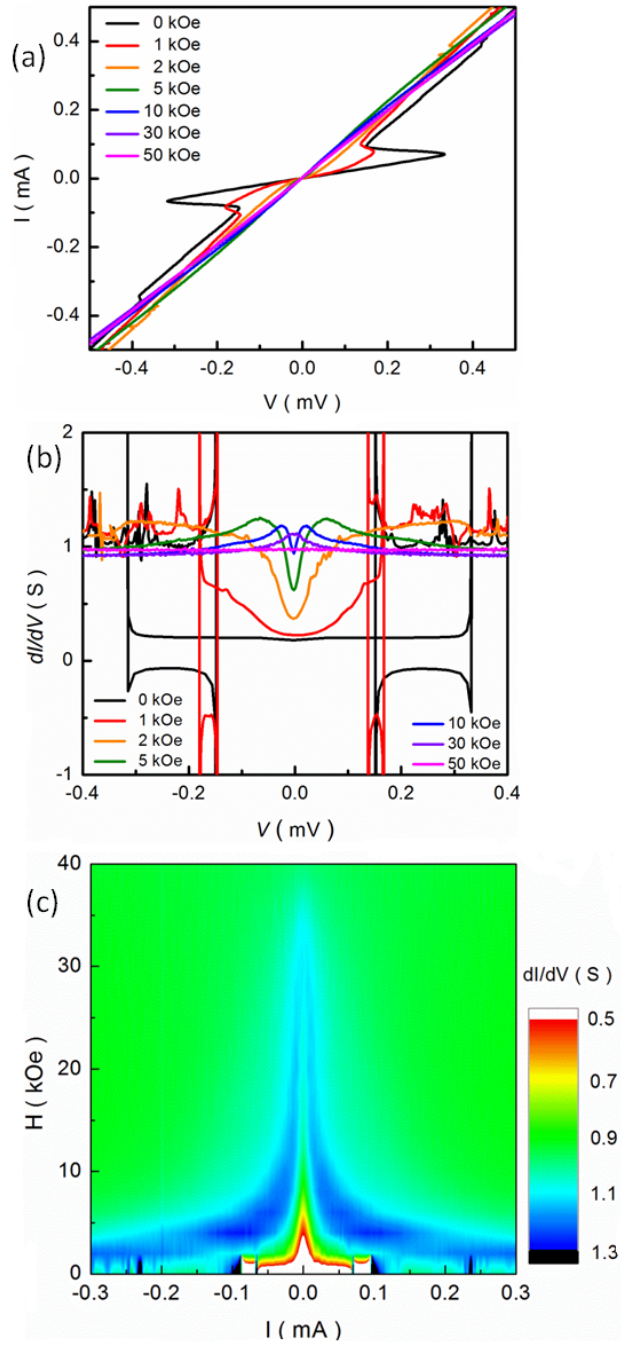 (a)
0 kOe
1 kOe
2 kOe
5 kOe
10 kOe
30 kOe
50 kOe
0.4
0.2
0.0
-0.2
-0.4
I ( mA )
-0.4 -0.2 0.0 0.2 0.4
V ( mV )
(b)
2
1
0
-1
dI/dV ( S )
0 kOe
1 kOe
2 kOe
5 kOe
10 kOe
30 kOe
50 kOe
-0.4 -0.2 0.0 0.2 0.4
V ( mV )
(c)
40
30
20
10
0
H ( kOe )
-0.3 -0.2 -0.1 0.0 0.1 0.2 0.3
I ( mA )
dI/dV ( S )
0.5
0.7
0.9
1.1
1.3